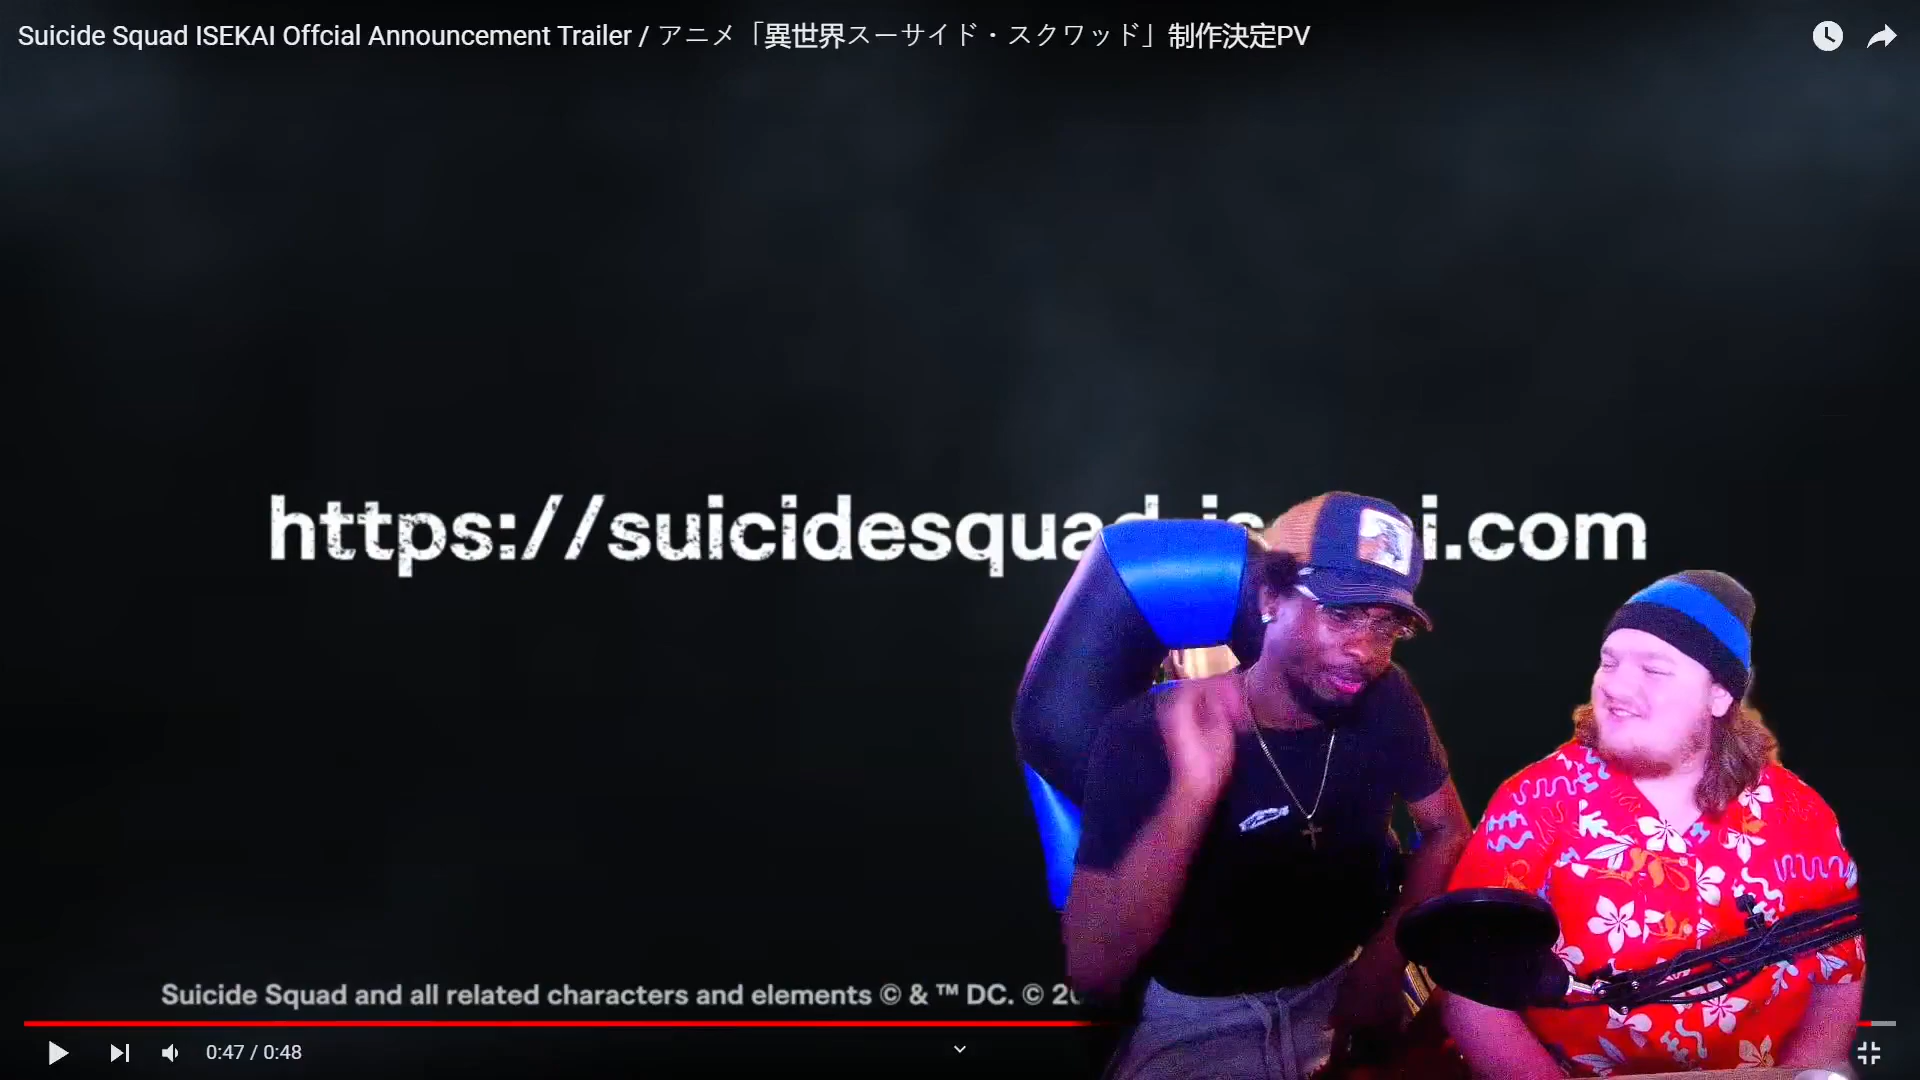 Suicide Squad ISEKAI Offcial Announcement Trailer / アニメ「異世界スーサイド・スクワッド」制作決定PV
https://suicidesquad i.com
Suicide Squad and all related characters and elements © & ™ DC. ©
0:47 / 0:48